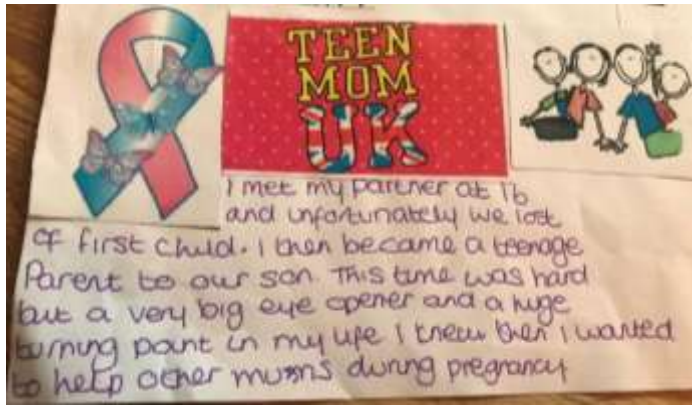 TEEN
MOM
UK
I met my partner at 16
and unfortunately we lost
of first child. I then became a teenage
Parent to our son. This time was hard
but a very big eye opener and a huge
turning point in my life I knew then I wanted
to help other mums during pregnancy